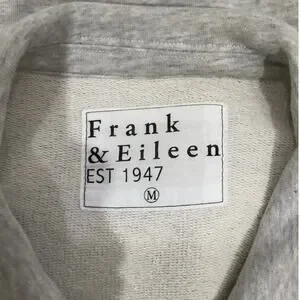 Frank
& Eileen
EST 1947
M